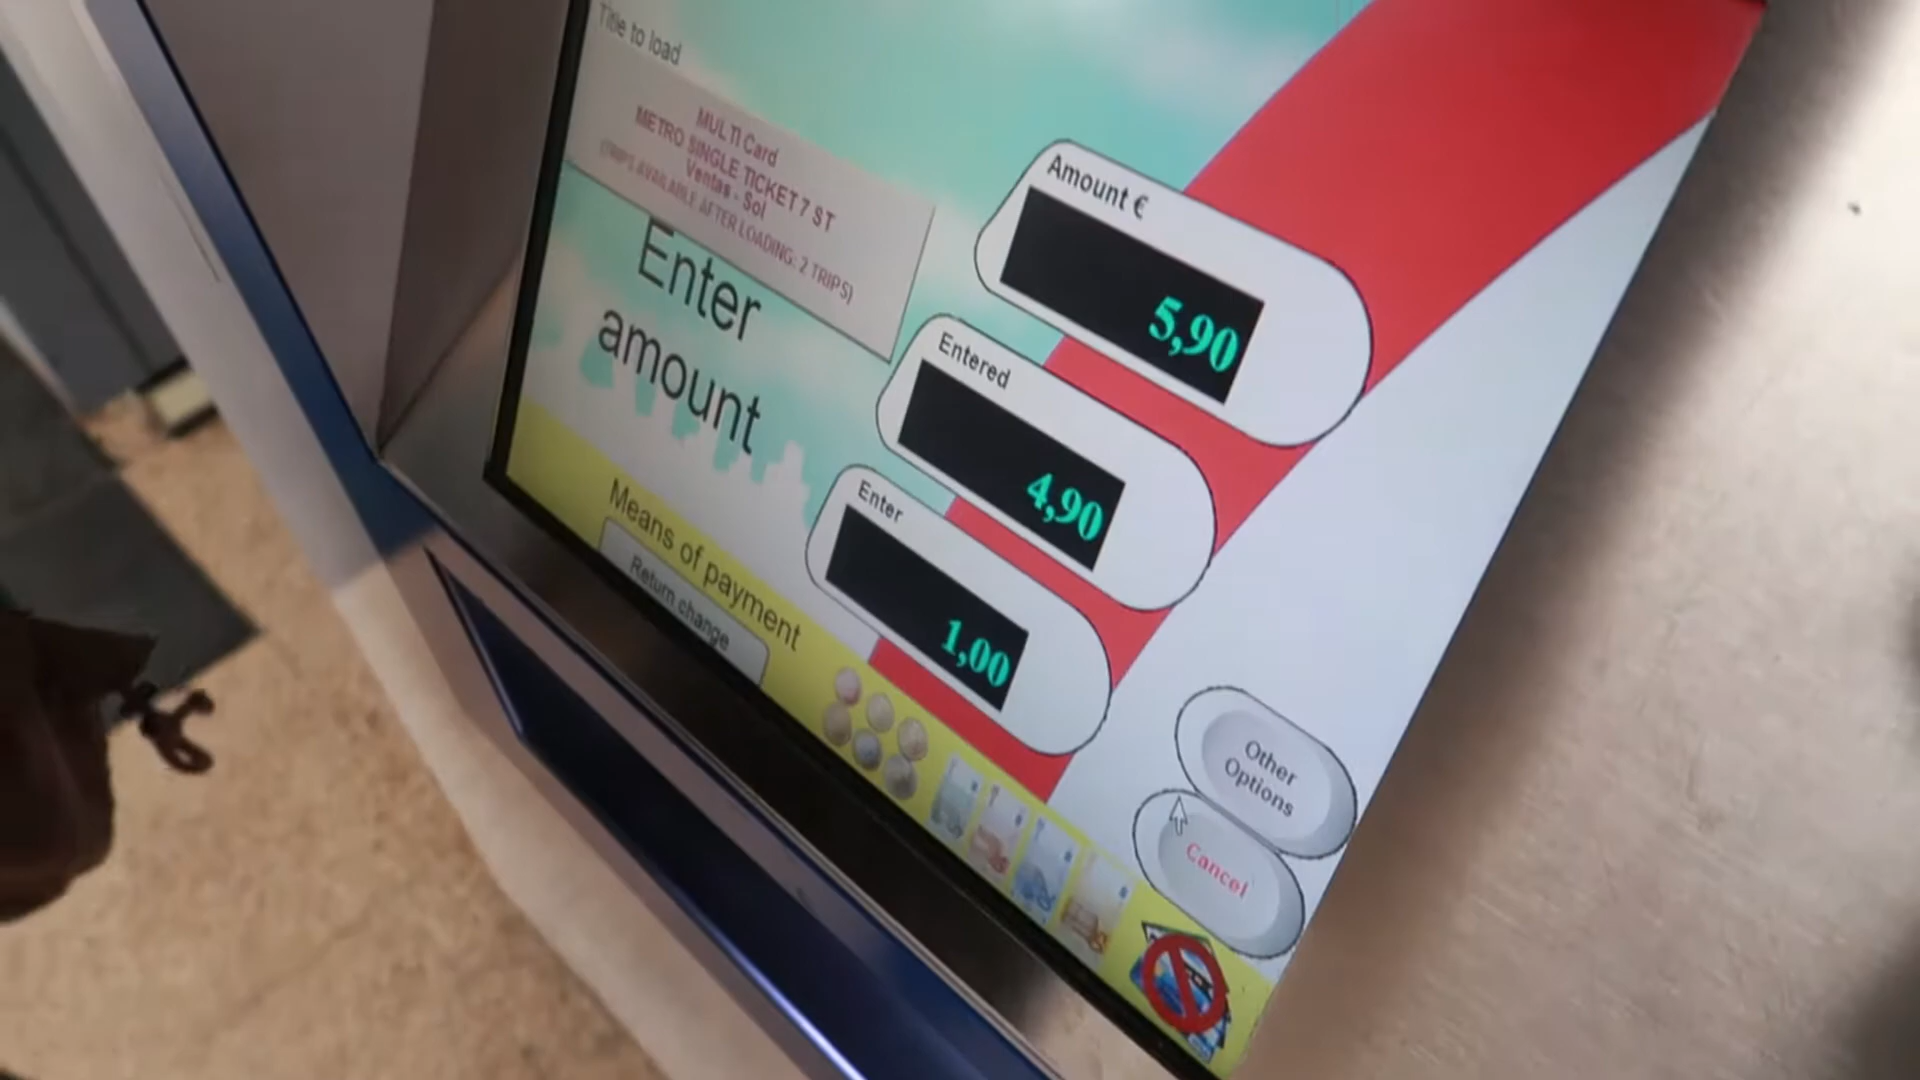 Title to load
MULTI Card
METRO SINGLE TICKET 7 ST
Ventas - Sol
(TRIPS AVAILABLE AFTER LOADING: 2 TRIPS)
Enter
amount
Amount €
5,90
Entered
4,90
Enter
1,00
Means of payment
Return change
Other
Options
Cancel